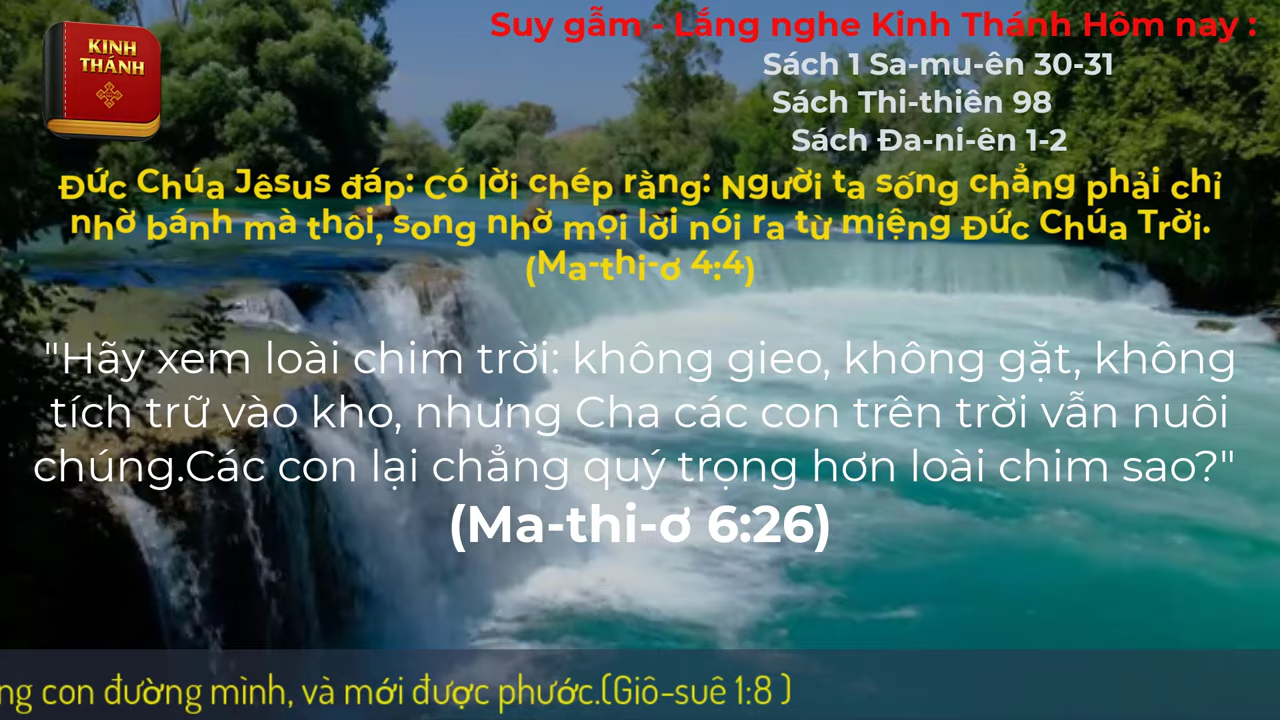 KINH
THÁNH
Suy gẫm - Lắng nghe Kinh Thánh Hôm nay :
Sách 1 Sa-mu-ên 30-31
Sách Thi-thiên 98
Sách Đa-ni-ên 1-2
Đức Chúa Jêsus đáp: Có lời chép rằng: Người ta sống chẳng phải chỉ
nhờ bánh mà thôi, song nhờ mọi lời nói ra từ miệng Đức Chúa Trời.
(Ma-thi-ơ 4:4)
"Hãy xem loài chim trời: không gieo, không gặt, không
tích trữ vào kho, nhưng Cha các con trên trời vẫn nuôi
chúng.Các con lại chẳng quý trọng hơn loài chim sao?"
(Ma-thi-ơ 6:26)
ng con đường mình, và mới được phước.(Giô-suê 1:8 )